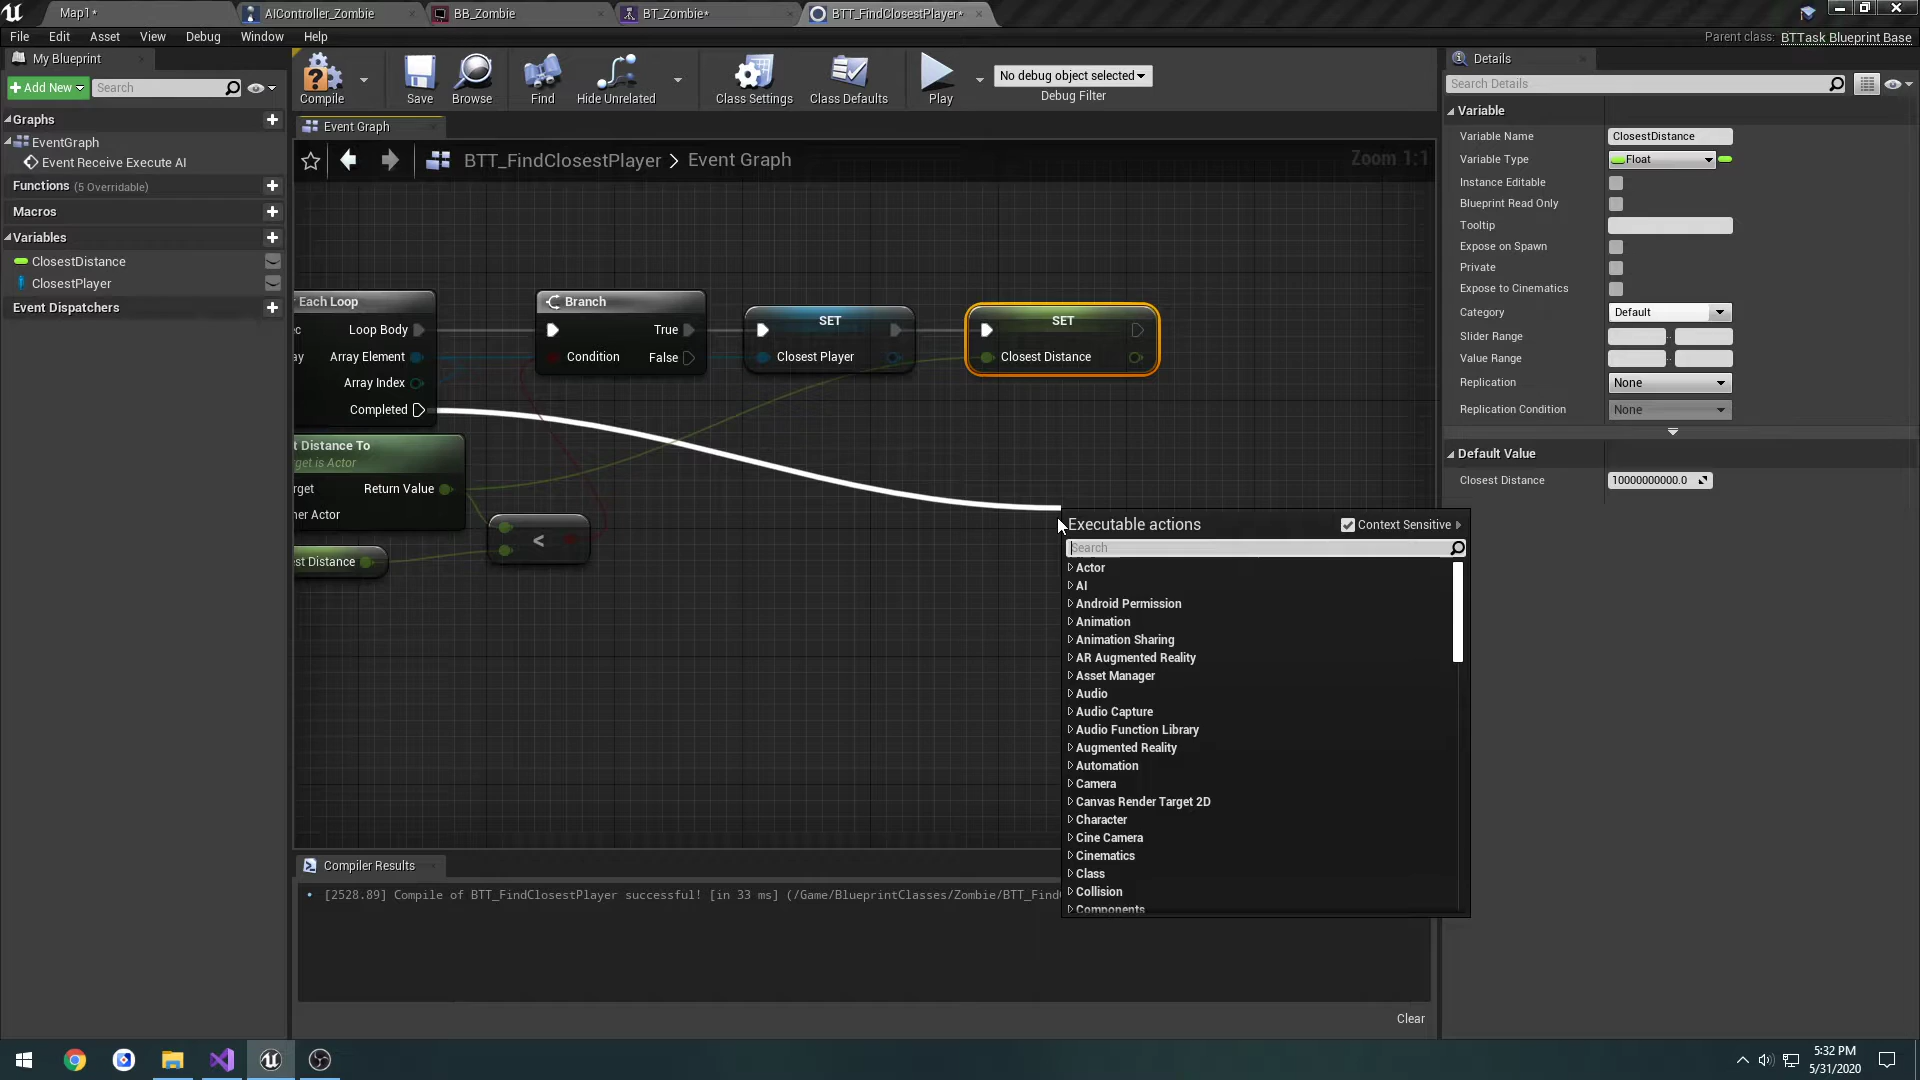 Map1*
AIController_Zombie
BB_Zombie
BT_Zombie*
BTT_FindClosestPlayer*
File Edit Asset View Debug Window Help
Parent class: BTTask Blueprint Base
My Blueprint
Add New
Search
Graphs
EventGraph
Event Receive Execute AI
Functions (5 Overridable)
Macros
Variables
ClosestDistance
ClosestPlayer
Event Dispatchers
Compile
Save
Browse
Find
Hide Unrelated
Class Settings
Class Defaults
Play
No debug object selected
Debug Filter
Event Graph
BTT_FindClosestPlayer > Event Graph
Zoom 1:1
Each Loop
Loop Body
Array Element
Array Index
Completed
Branch
True
Condition
False
SET
Closest Player
SET
Closest Distance
t Distance To
rget is Actor
rget
Return Value
her Actor
est Distance
<
Executable actions
Context Sensitive
Search
Actor
AI
Android Permission
Animation
Animation Sharing
AR Augmented Reality
Asset Manager
Audio
Audio Capture
Audio Function Library
Augmented Reality
Automation
Camera
Canvas Render Target 2D
Character
Cine Camera
Cinematics
Class
Collision
Components
Compiler Results
[2528.89] Compile of BTT_FindClosestPlayer successful! [in 33 ms] (/Game/BlueprintClasses/Zombie/BTT_Find
Clear
Details
Search Details
Variable
Variable Name ClosestDistance
Variable Type Float
Instance Editable
Blueprint Read Only
Tooltip
Expose on Spawn
Private
Expose to Cinematics
Category Default
Slider Range
Value Range
Replication None
Replication Condition None
Default Value
Closest Distance 10000000000.0
5:32 PM
5/31/2020